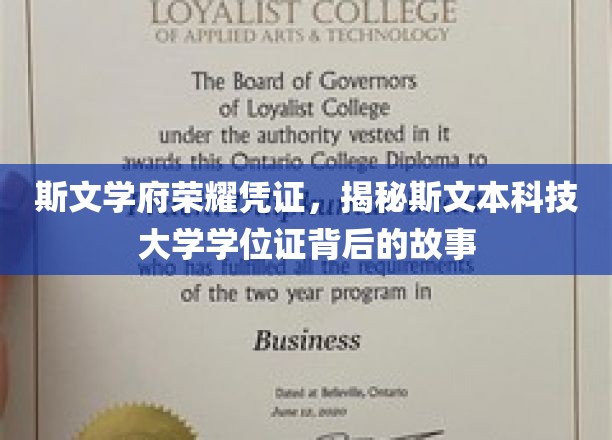 LOYALIST COLLEGE
OF APPLIED ARTS & TECHNOLOGY
The Board of Governors
of Loyalist College
under the authority vested in it
awards this Ontario College Diploma to
斯文学府荣耀凭证，揭秘斯文本科技
大学学位证背后的故事
who has fulfilled all the requirements
of the two year program in
Business
Dated at Belleville, Ontario
June 12, 2020